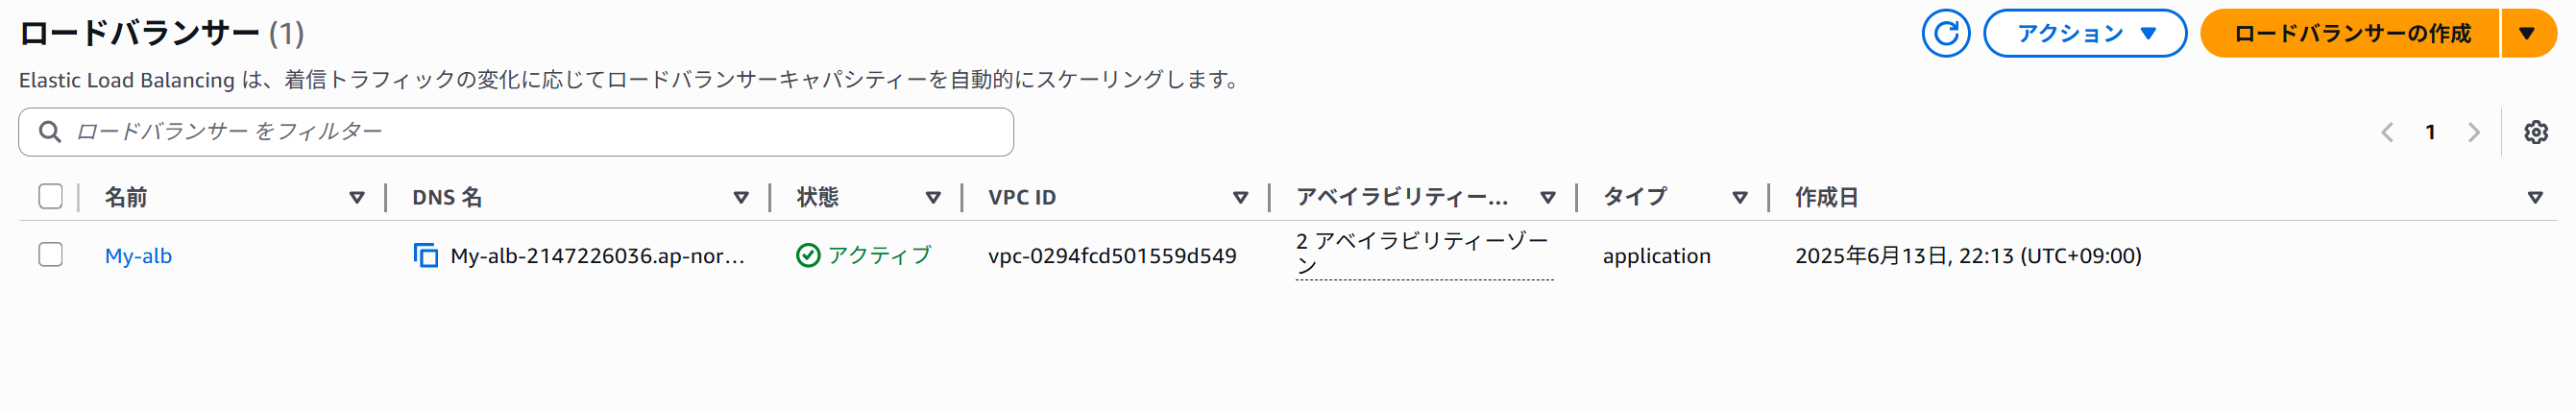 ロードバランサー (1)
アクション
ロードバランサーの作成
Elastic Load Balancing は、着信トラフィックの変化に応じてロードバランサーキャパシティーを自動的にスケーリングします。
ロードバランサー をフィルター
1
名前
DNS 名
状態
VPC ID
アベイラビリティー...
タイプ
作成日
My-alb
My-alb-2147226036.ap-nor...
アクティブ
vpc-0294fcd501559d549
2 アベイラビリティーゾー
ン
application
2025年6月13日, 22:13 (UTC+09:00)